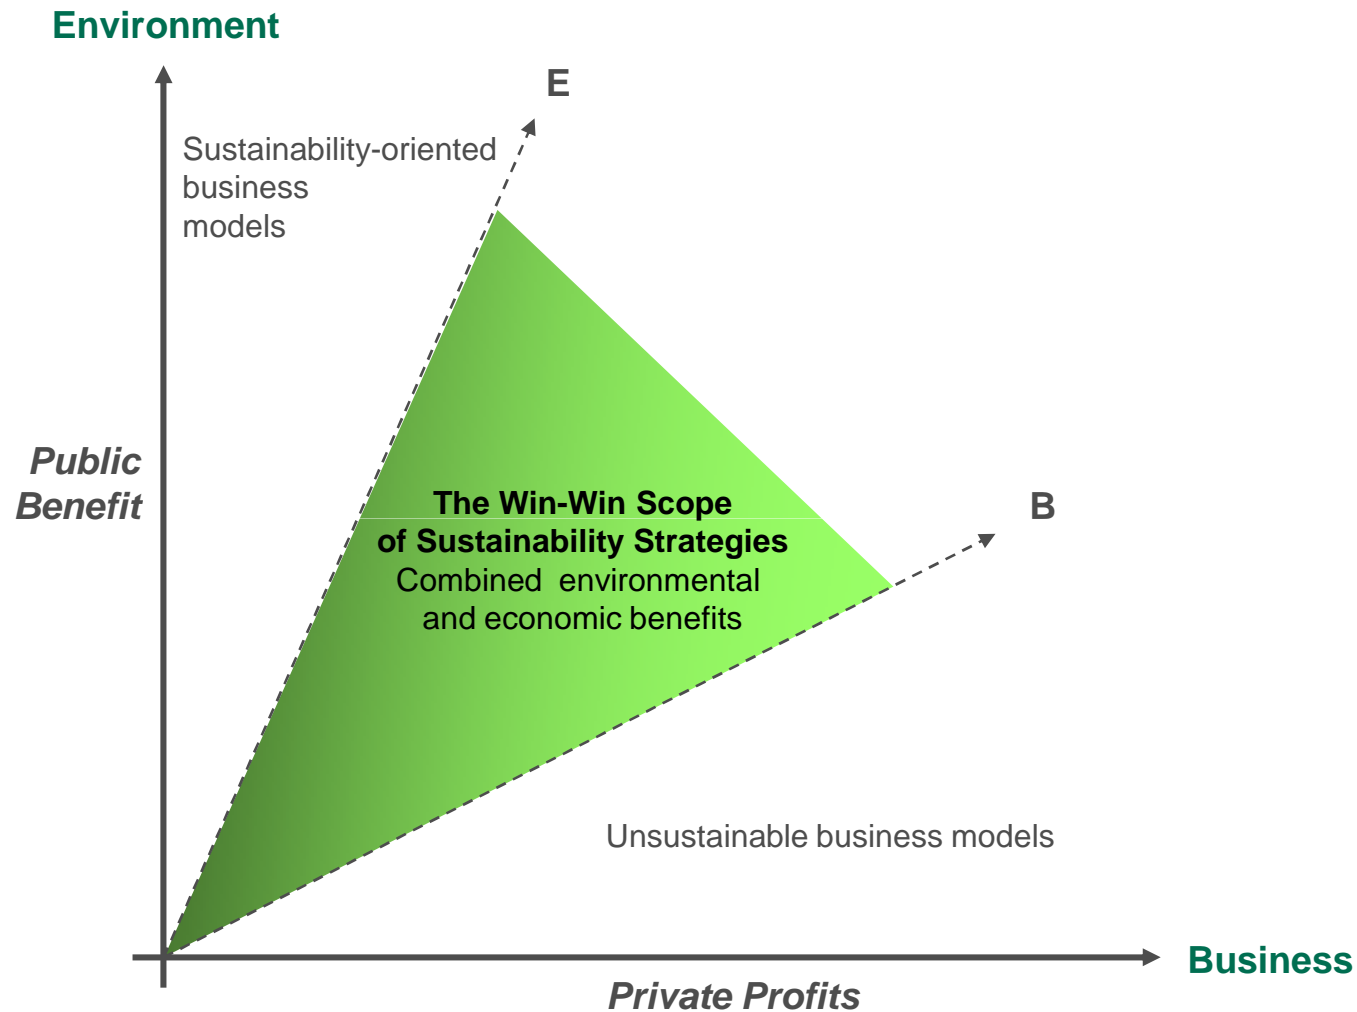 Environment
E
Sustainability-oriented
business
models
Public
Benefit
The Win-Win Scope
of Sustainability Strategies
Combined environmental
and economic benefits
B
Unsustainable business models
Business
Private Profits